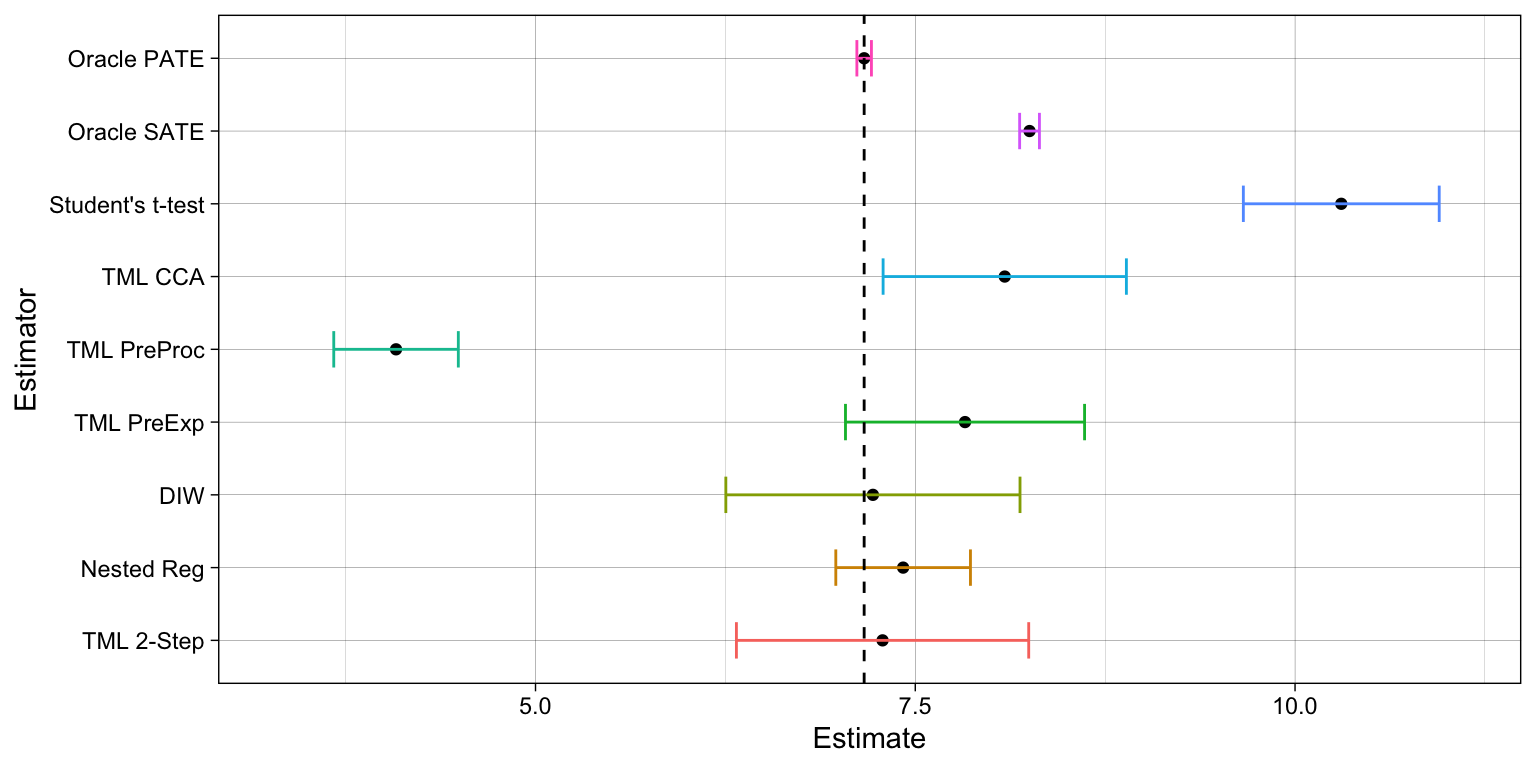 Estimator
Oracle PATE
Oracle SATE
Student's t-test
TML CCA
TML PreProc
TML PreExp
DIW
Nested Reg
TML 2-Step
5.0 7.5 10.0
Estimate